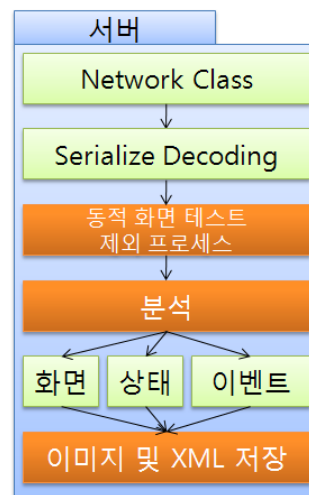 서버
Network Class
Serialize Decoding
동적 화면 테스트
제외 프로세스
분석
화면
상태
이벤트
이미지 및 XML 저장